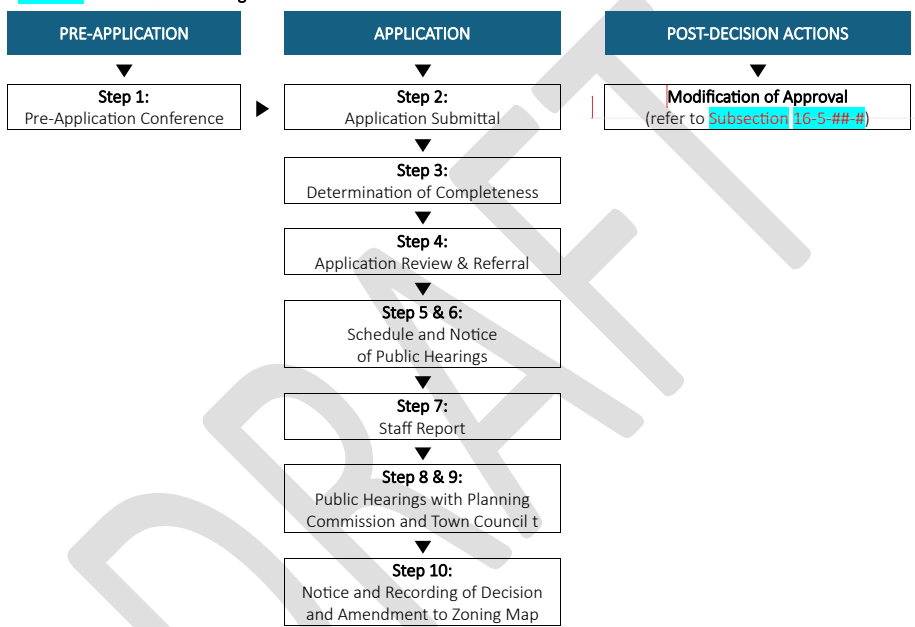 PRE-APPLICATION
Step 1:
Pre-Application Conference
APPLICATION
Step 2:
Application Submittal
Step 3:
Determination of Completeness
Step 4:
Application Review & Referral
Step 5 & 6:
Schedule and Notice
of Public Hearings
Step 7:
Staff Report
Step 8 & 9:
Public Hearings with Planning
Commission and Town Council t
Step 10:
Notice and Recording of Decision
and Amendment to Zoning Map
POST-DECISION ACTIONS
Modification of Approval
(refer to Subsection 16-5-##-#)
DRAFT